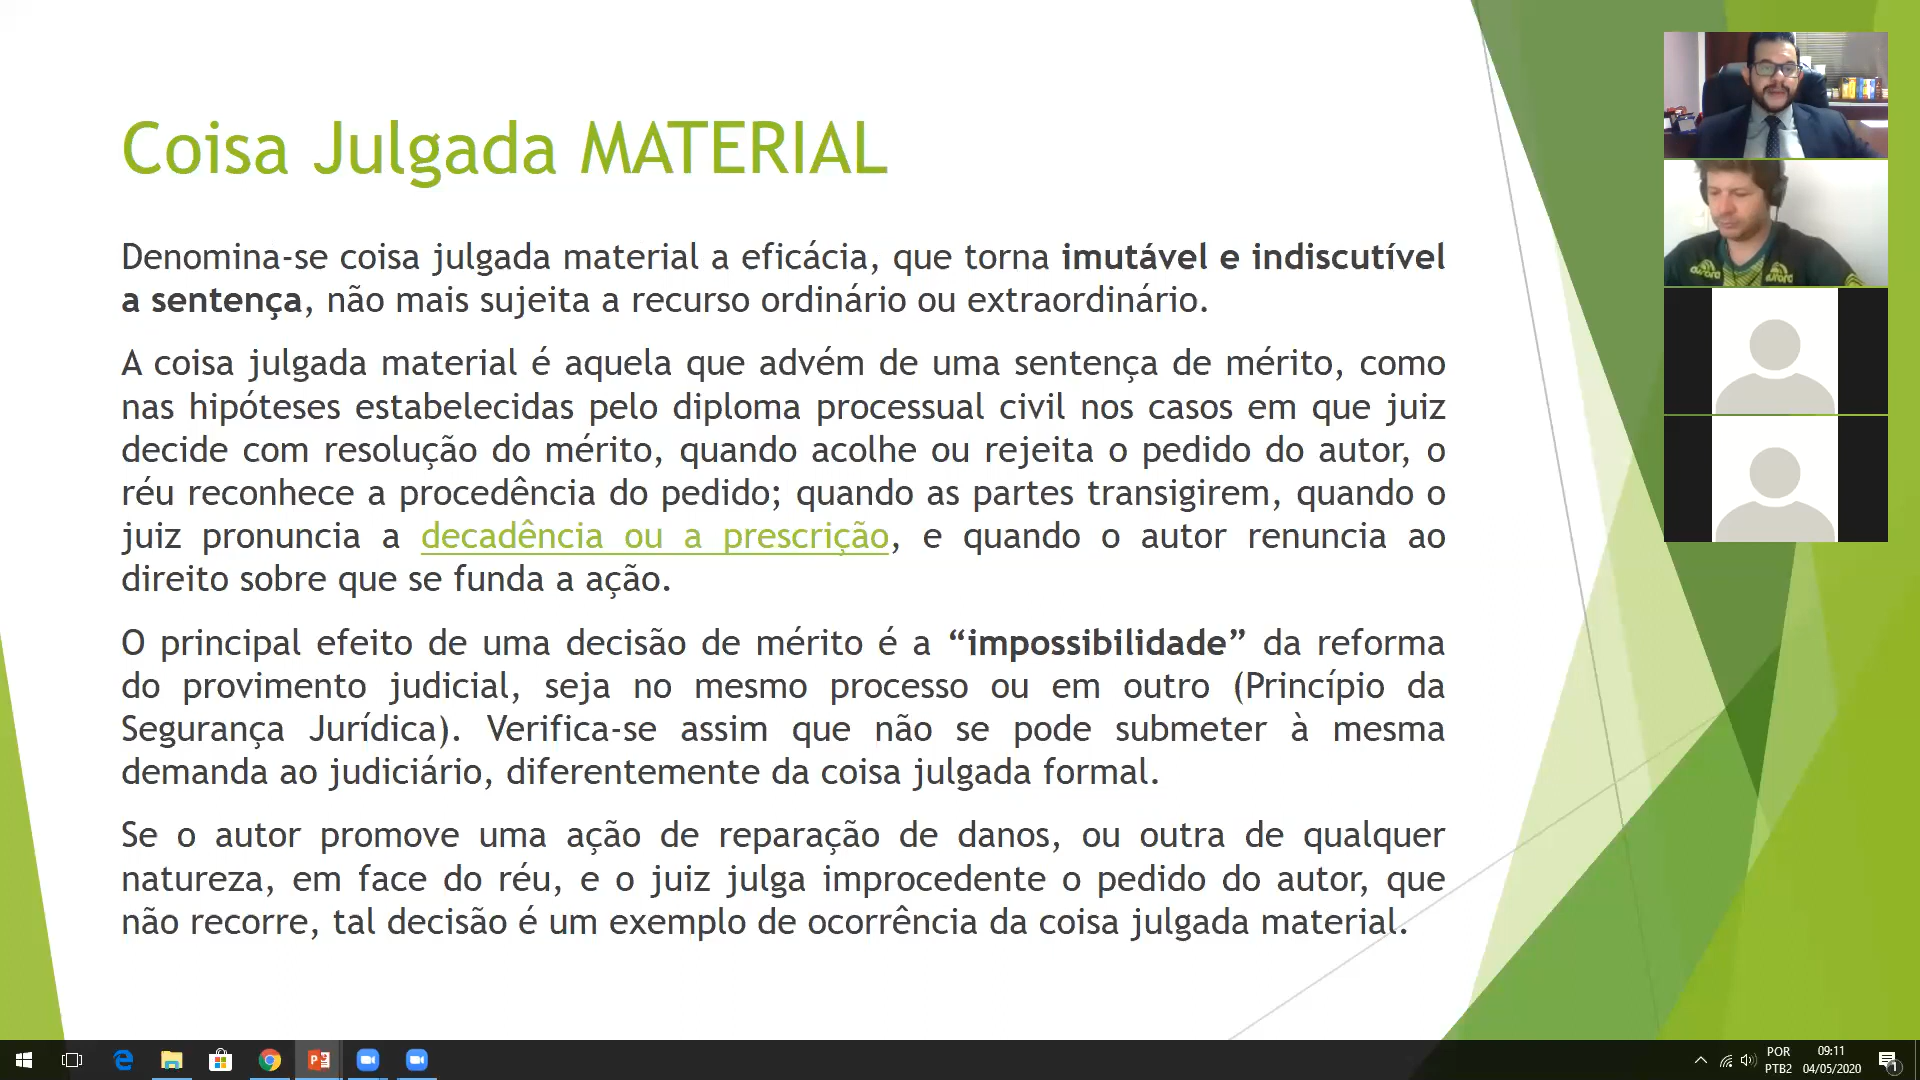 Coisa Julgada MATERIAL
Denomina-se coisa julgada material a eficácia, que torna imutável e indiscutível
a sentença, não mais sujeita a recurso ordinário ou extraordinário.
A coisa julgada material é aquela que advém de uma sentença de mérito, como
nas hipóteses estabelecidas pelo diploma processual civil nos casos em que juiz
decide com resolução do mérito, quando acolhe ou rejeita o pedido do autor, o
réu reconhece a procedência do pedido; quando as partes transigirem, quando o
juiz pronuncia a decadência ou a prescrição, e quando o autor renuncia ao
direito sobre que se funda a ação.
O principal efeito de uma decisão de mérito é a “impossibilidade” da reforma
do provimento judicial, seja no mesmo processo ou em outro (Princípio da
Segurança Jurídica). Verifica-se assim que não se pode submeter à mesma
demanda ao judiciário, diferentemente da coisa julgada formal.
Se o autor promove uma ação de reparação de danos, ou outra de qualquer
natureza, em face do réu, e o juiz julga improcedente o pedido do autor, que
não recorre, tal decisão é um exemplo de ocorrência da coisa julgada material.
POR
PTB2
09:11
04/05/2020
1